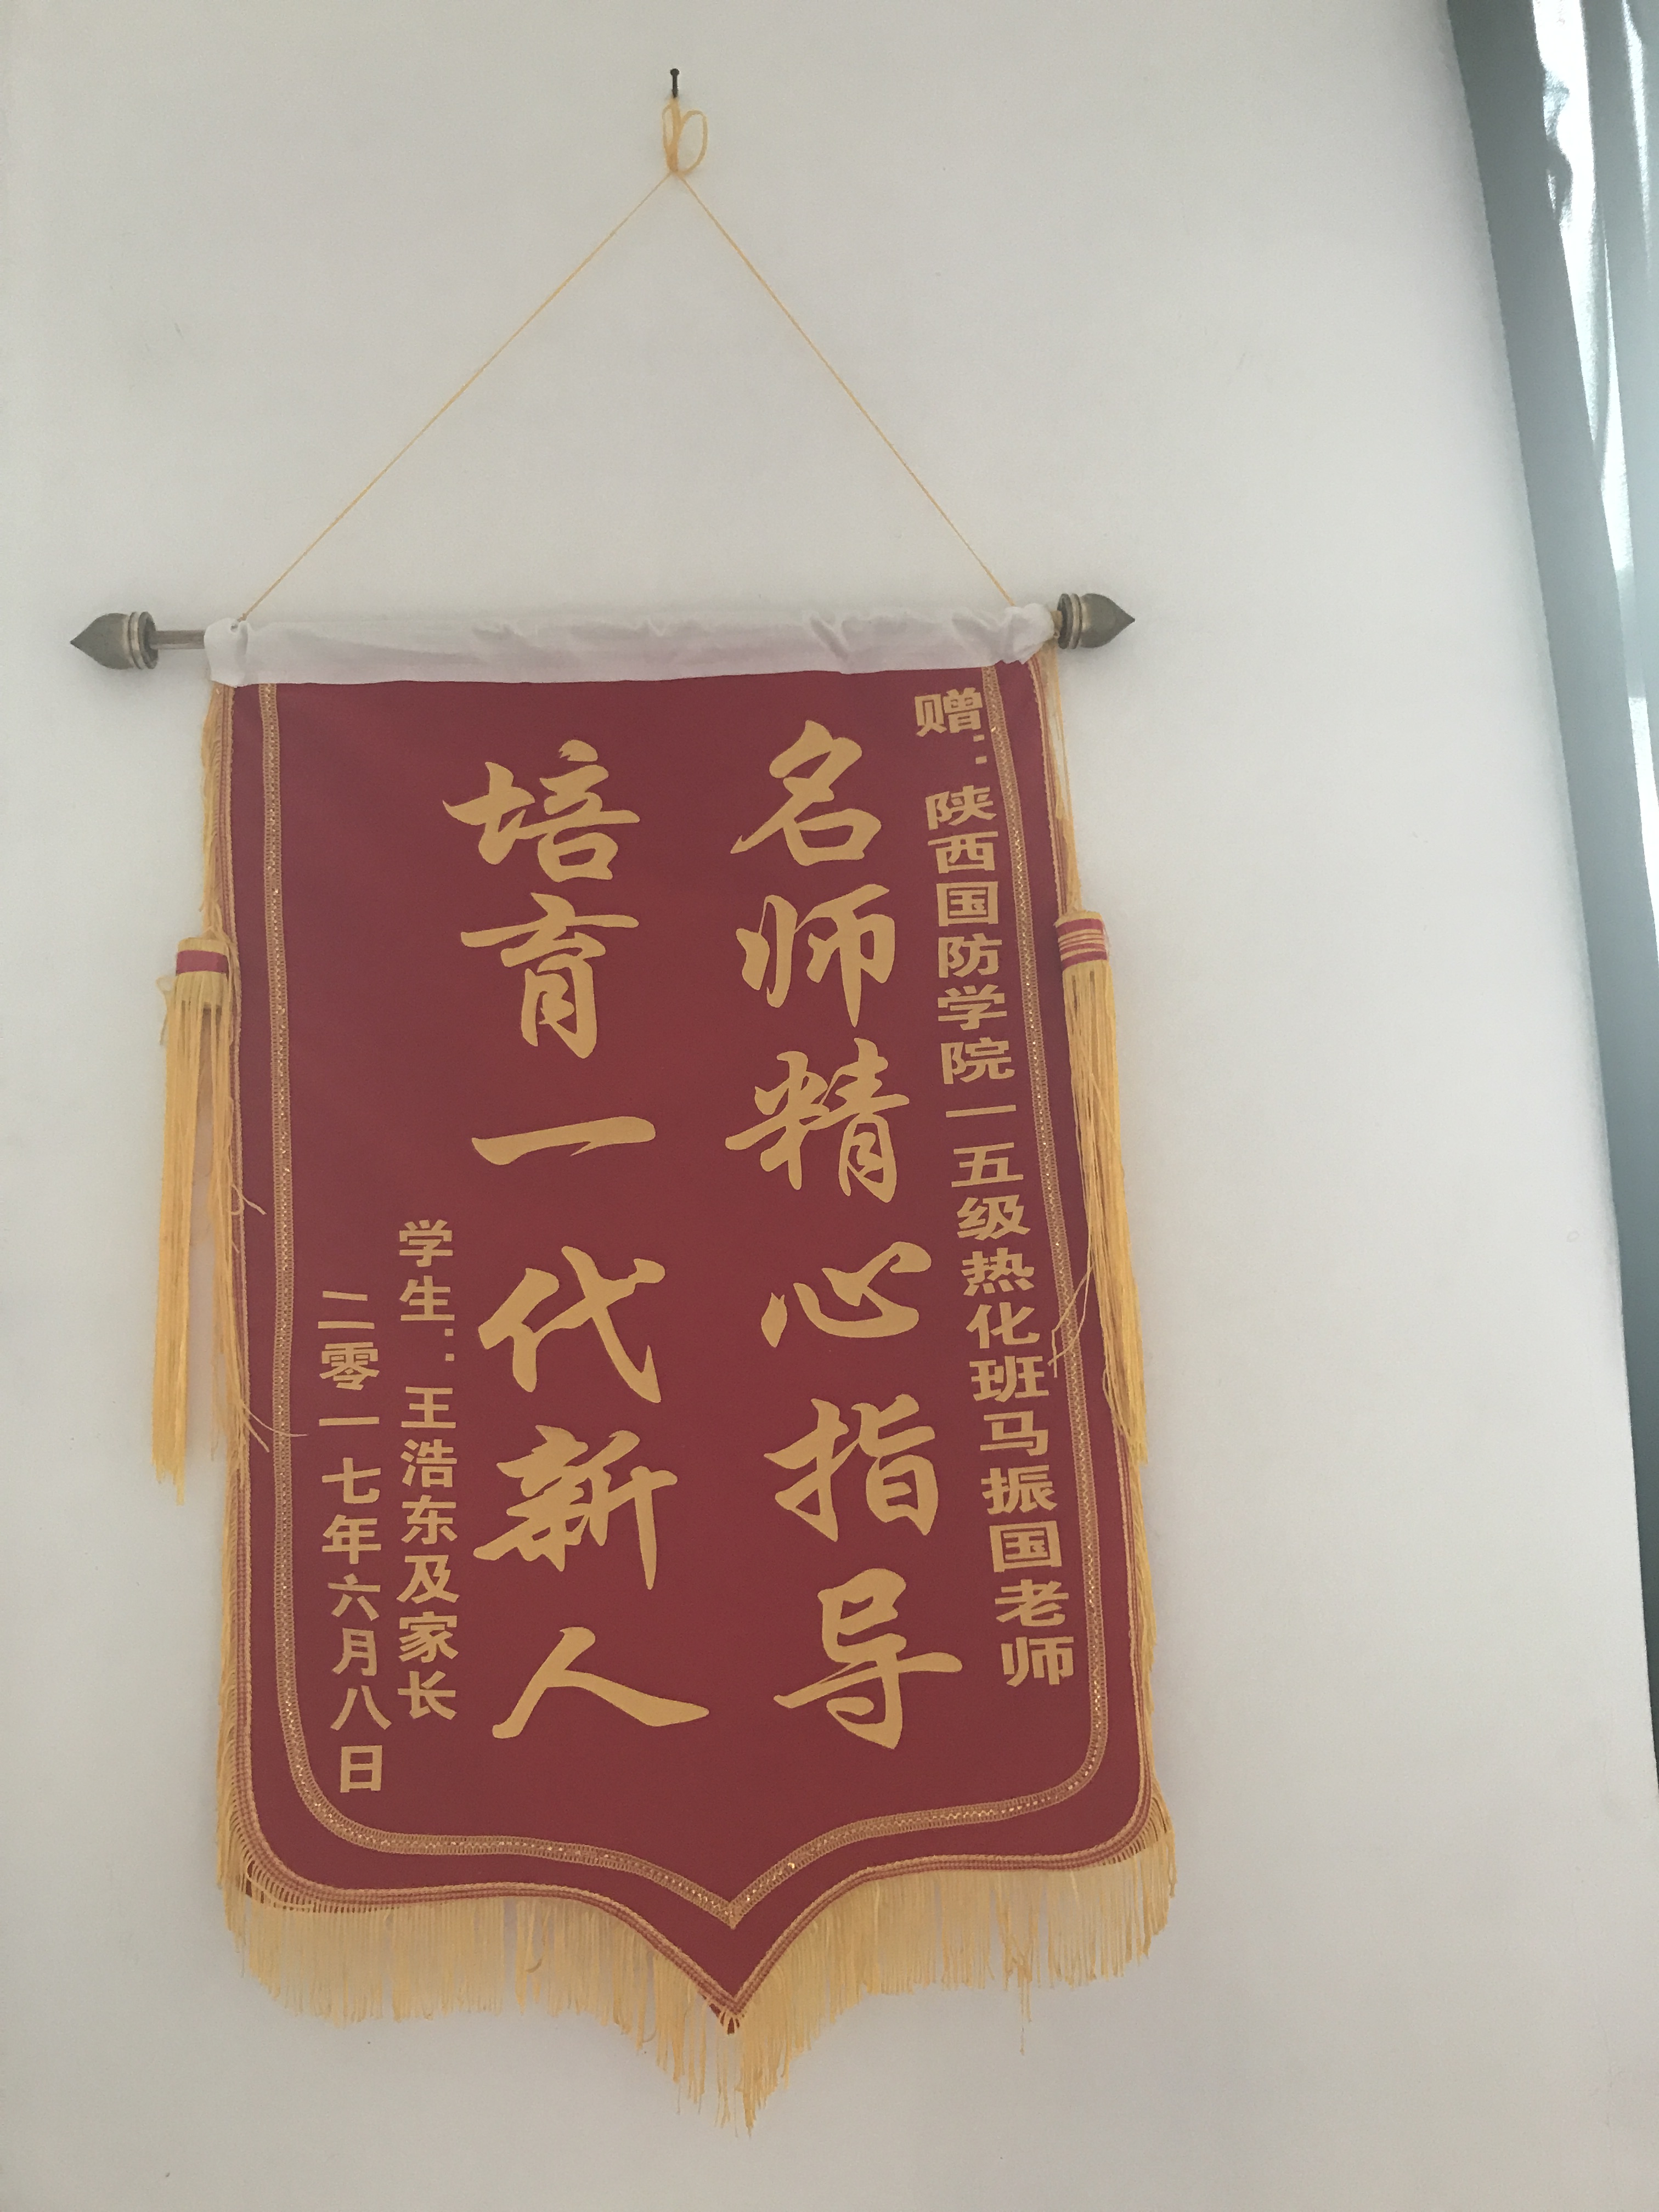 赠：陕西国防学院一五级热化班马振国老师
名师精心指导
培育一代新人
学生：王浩东及家长
二零一七年六月八日